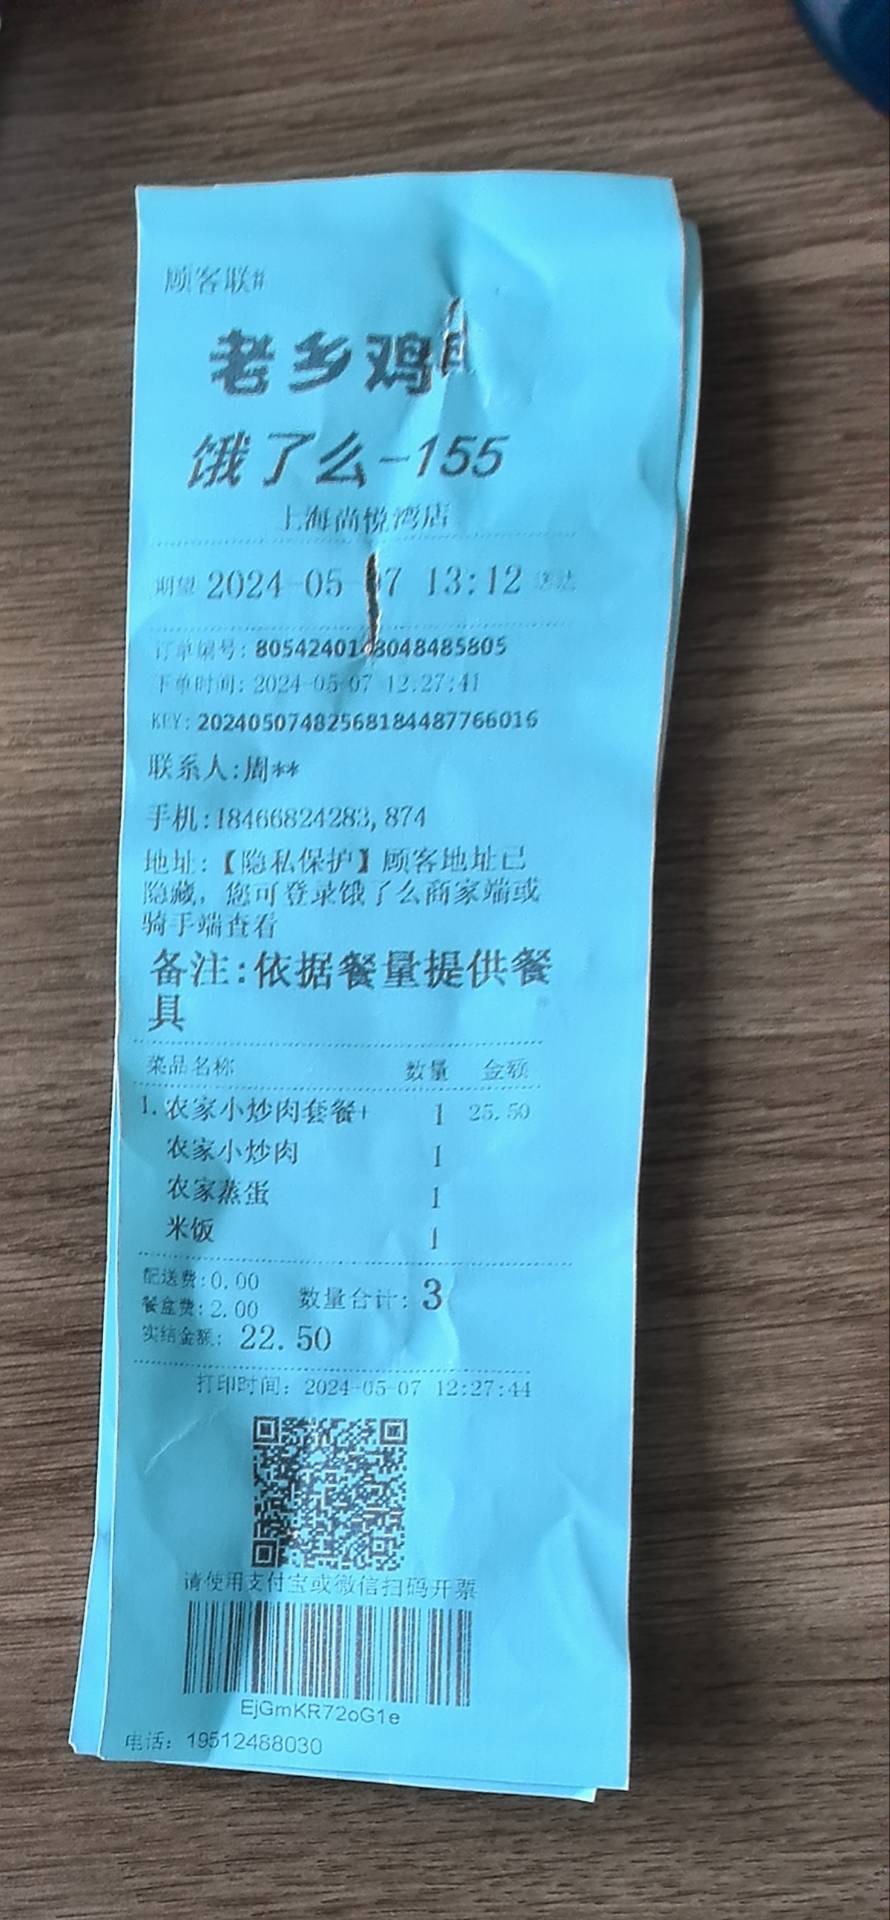 顾客联#
老乡鸡
饿了么-155
上海尚悦湾店
期望 2024-05-07 13:12 送达
订单编号: 8054240148048485805
下单时间: 2024-05-07 12:27:41
KEY: 20240507482568184487766016
联系人:周**
手机:18466824283,874
地址:【隐私保护】顾客地址已
隐藏，您可登录饿了么商家端或
骑手端查看
备注:依据餐量提供餐
具
菜品名称 数量 金额
1.农家小炒肉套餐+ 1 25.50
农家小炒肉 1
农家蒸蛋 1
米饭 1
配送费:0.00
餐盒费:2.00 数量合计: 3
实结金额: 22.50
打印时间: 2024-05-07 12:27:44
请使用支付宝或微信扫码开票
EjGmKR72oG1e
电话: 19512488030